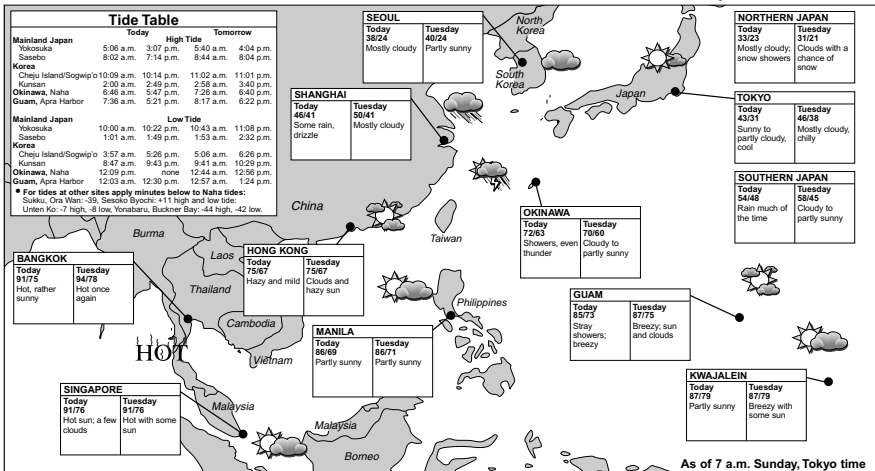 Tide Table
Today Tomorrow
Mainland Japan High Tide
Yokosuka 5:06 a.m. 3:07 p.m. 5:40 a.m. 4:04 p.m.
Sasebo 8:02 a.m. 7:14 p.m. 8:44 a.m. 8:04 p.m.
Korea
Cheju Island/Sogwip'o 10:09 a.m. 10:14 p.m. 11:02 a.m. 11:01 p.m.
Kunsan 2:00 a.m. 2:49 p.m. 2:58 a.m. 3:40 p.m.
Okinawa, Naha 6:46 a.m. 5:47 p.m. 7:26 a.m. 6:40 p.m.
Guam, Apra Harbor 7:36 a.m. 5:21 p.m. 8:17 a.m. 6:22 p.m.
Mainland Japan Low Tide
Yokosuka 10:00 a.m. 10:22 p.m. 10:43 a.m. 11:08 p.m.
Sasebo 1:01 a.m. 1:49 p.m. 1:53 a.m. 2:32 p.m.
Korea
Cheju Island/Sogwip'o 3:57 a.m. 5:26 p.m. 5:06 a.m. 6:26 p.m.
Kunsan 8:47 a.m. 9:43 p.m. 9:41 a.m. 10:29 p.m.
Okinawa, Naha 12:09 p.m. none 12:44 a.m. 12:56 p.m.
Guam, Apra Harbor 12:03 a.m. 12:30 p.m. 12:57 a.m. 1:24 p.m.
• For tides at other sites apply minutes below to Naha tides:
Sukku, Ora Wan: -39, Sesoko Byochi: +11 high and low tide:
Unten Ko: -7 high, -8 low, Yonabaru, Buckner Bay: -44 high, -42 low.
SEOUL
Today Tuesday
38/24 40/24
Mostly cloudy Partly sunny
North
Korea
South
Korea
Japan
NORTHERN JAPAN
Today Tuesday
33/23 31/21
Mostly cloudy; Clouds with a
snow showers chance of
snow
SHANGHAI
Today Tuesday
46/41 50/41
Some rain, Mostly cloudy
drizzle
TOKYO
Today Tuesday
43/31 46/38
Sunny to Mostly cloudy,
partly cloudy, chilly
cool
SOUTHERN JAPAN
Today Tuesday
54/48 58/45
Rain much of Cloudy to
the time partly sunny
China
Taiwan
OKINAWA
Today Tuesday
72/63 70/60
Showers, even Cloudy to
thunder partly sunny
Burma
Laos
Thailand
Cambodia
Vietnam
BANGKOK
Today Tuesday
91/75 94/78
Hot, rather Hot once
sunny again
HONG KONG
Today Tuesday
75/67 75/67
Hazy and mild Clouds and
hazy sun
HOT
Philippines
MANILA
Today Tuesday
86/69 86/71
Partly sunny Partly sunny
GUAM
Today Tuesday
85/73 87/75
Stray Breezy; sun
showers; and clouds
breezy
KWAJALEIN
Today Tuesday
87/79 87/79
Partly sunny Breezy with
some sun
SINGAPORE
Today Tuesday
91/76 91/76
Hot sun; a few Hot with some
clouds sun
Malaysia
Malaysia
Borneo
As of 7 a.m. Sunday, Tokyo time